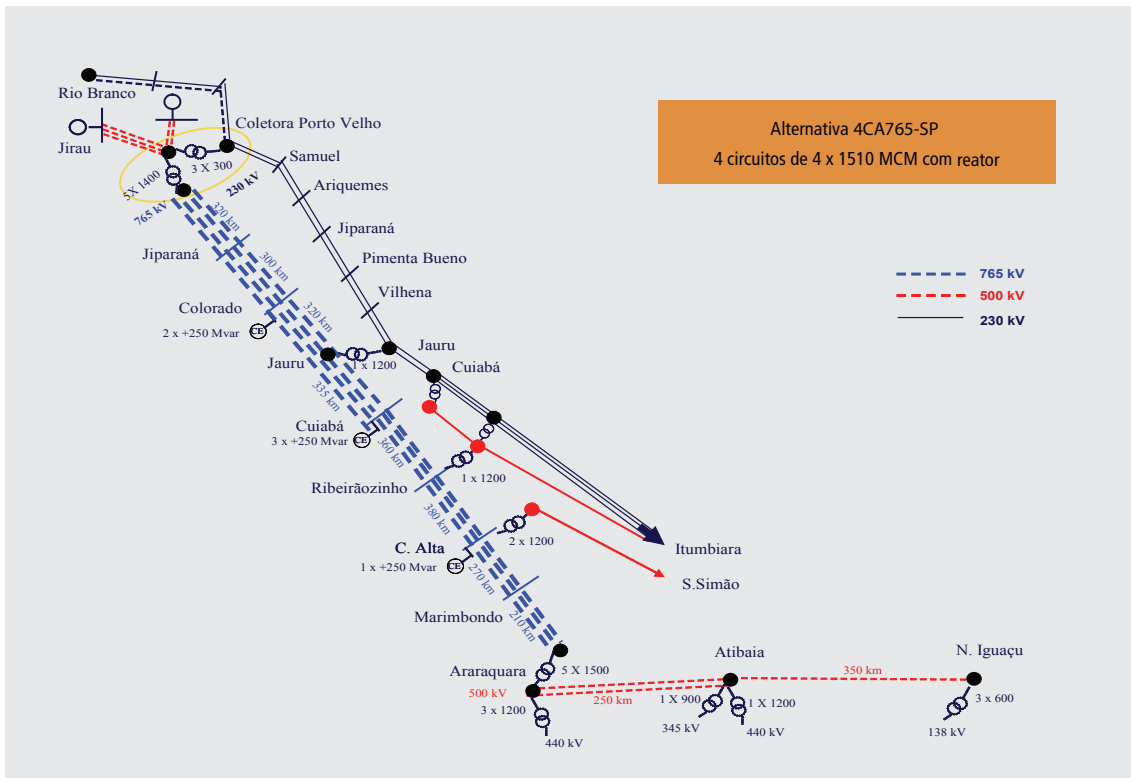 Rio Branco
Jirau
Coletora Porto Velho
3 X 300
5X 1400
765 kV
230 kV
Samuel
Ariquemes
Jiparaná
Pimenta Bueno
Vilhena
Jauru
Cuiabá
Alternativa 4CA765-SP
4 circuitos de 4 x 1510 MCM com reator
765 kV
500 kV
230 kV
320 km
Jiparaná
300 km
Colorado
2 x +250 Mvar
CE
320 km
Jauru
1 x 1200
335 km
Cuiabá
3 x +250 Mvar
CE
360 km
Ribeirãozinho
1 x 1200
380 km
2 x 1200
C. Alta
1 x +250 Mvar
CE
270 km
Itumbiara
S.Simão
Marimbondo
210 km
Araraquara
5 X 1500
500 kV
3 x 1200
440 kV
250 km
Atibaia
1 X 900
1 X 1200
345 kV
440 kV
350 km
N. Iguaçu
3 x 600
138 kV